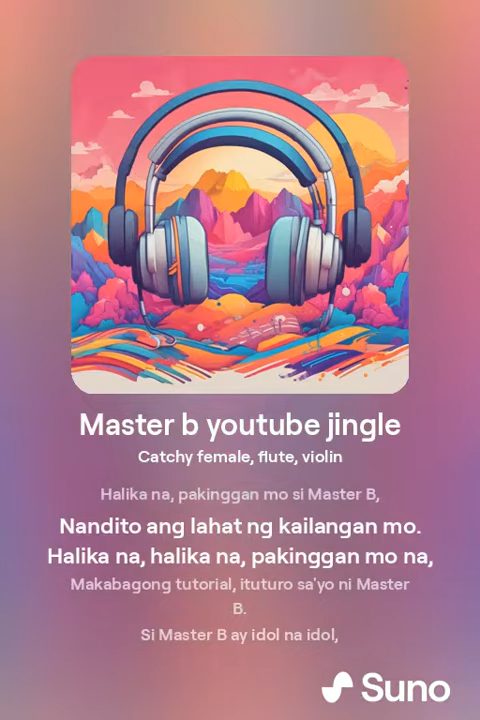 Master b youtube jingle
Catchy female, flute, violin
Halika na, pakinggan mo si Master B,
Nandito ang lahat ng kailangan mo.
Halika na, halika na, pakinggan mo na,
Makabagong tutorial, ituturo sa'yo ni Master
B.
Si Master B ay idol na idol,
Suno